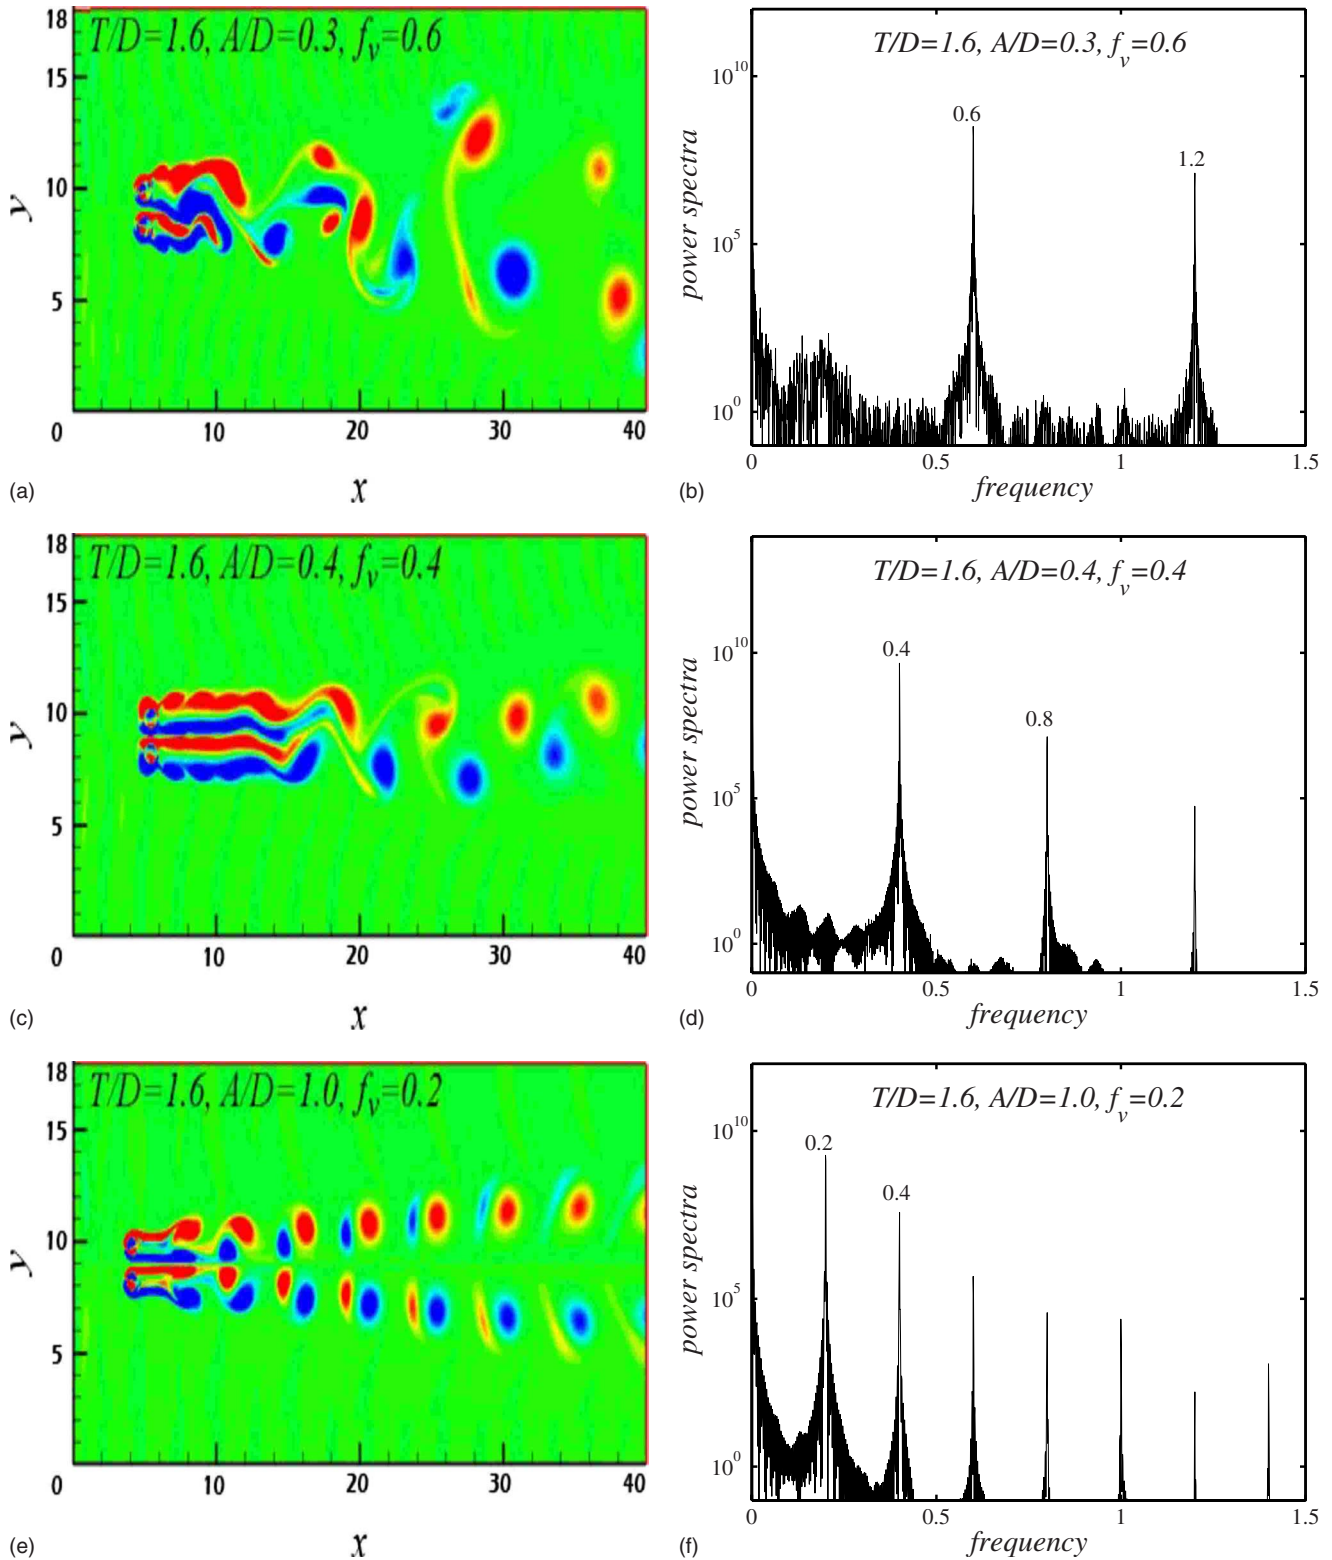 T/D=1.6, A/D=0.3, f_v=0.6
18
15
10
5
0
10
20
30
40
y
x
(a)
T/D=1.6, A/D=0.3, f_v=0.6
10^10
10^5
10^0
0.6
1.2
power spectra
0
0.5
1
1.5
frequency
(b)
T/D=1.6, A/D=0.4, f_v=0.4
18
15
10
5
0
10
20
30
40
y
x
(c)
T/D=1.6, A/D=0.4, f_v=0.4
10^10
10^5
10^0
0.4
0.8
power spectra
0
0.5
1
1.5
frequency
(d)
T/D=1.6, A/D=1.0, f_v=0.2
18
15
10
5
0
10
20
30
40
y
x
(e)
T/D=1.6, A/D=1.0, f_v=0.2
10^10
10^5
10^0
0.2
0.4
power spectra
0
0.5
1
1.5
frequency
(f)